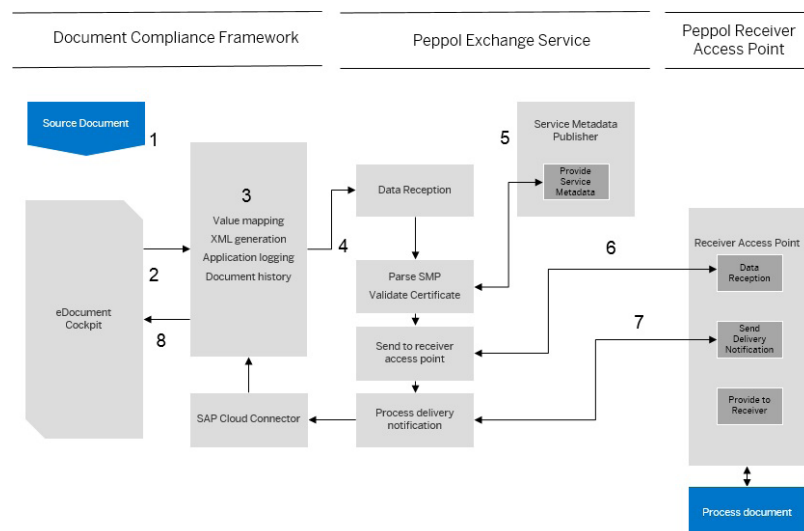 Document Compliance Framework
Peppol Exchange Service
Peppol Receiver
Access Point
Source Document
1
5
Service Metadata
Publisher
Provide
Service
Metadata
3
Value mapping
XML generation
Application logging
Document history
Data Reception
4
2
eDocument
Cockpit
8
Parse SMP
Validate Certificate
6
Receiver Access Point
Data
Reception
Send to receiver
access point
7
Send
Delivery
Notification
SAP Cloud Connector
Process delivery
notification
Provide to
Receiver
Process document